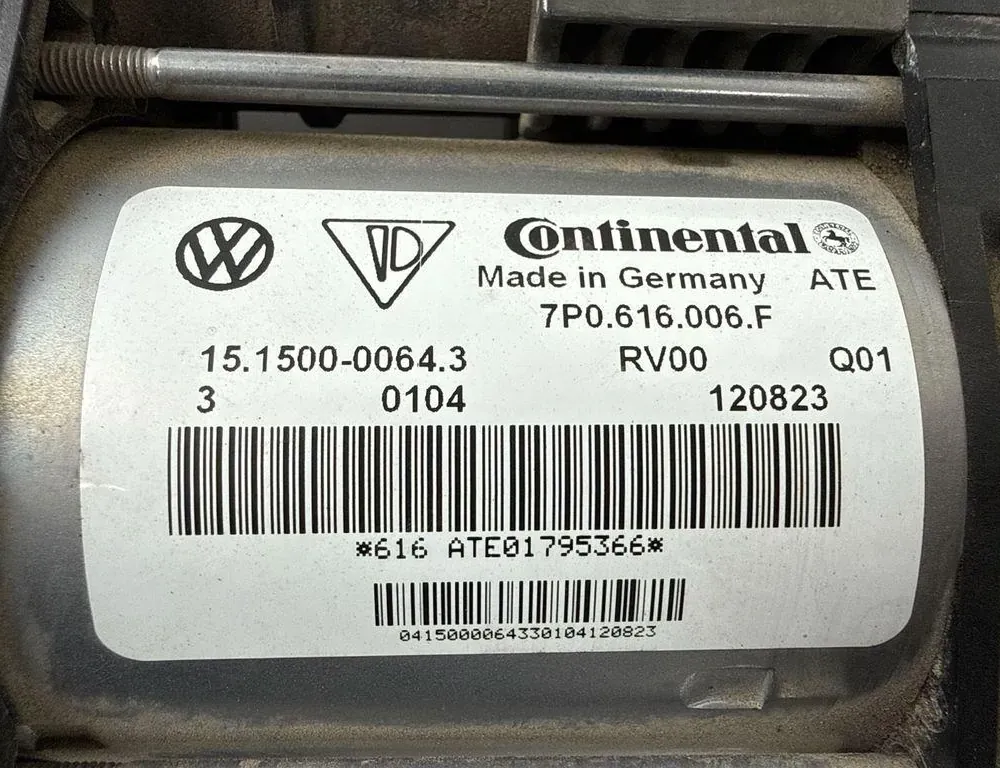 VW Continental
Made in Germany ATE
7P0.616.006.F
15.1500-0064.3 RV00 Q01
3 0104 120823
*616 ATE01795366*
0415000064330104120823